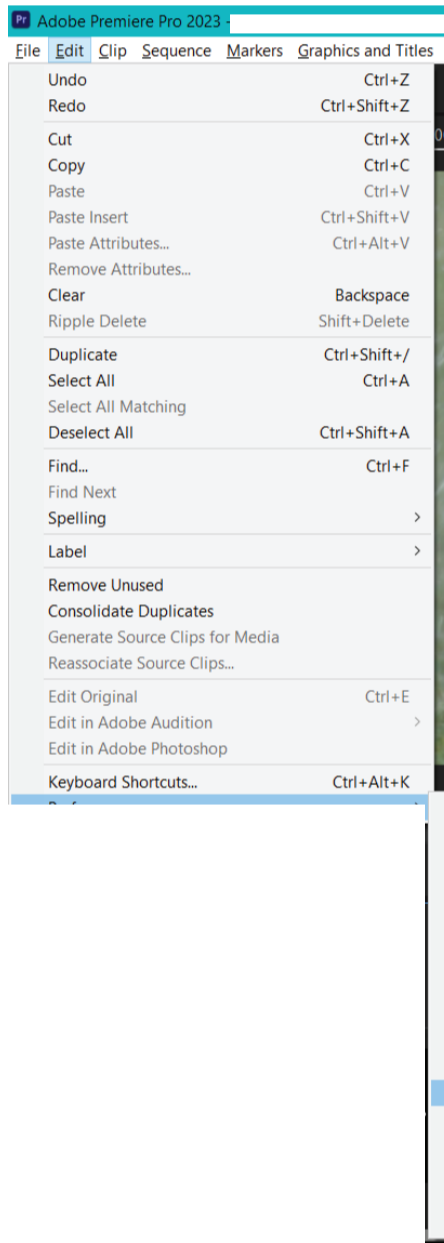 Pr Adobe Premiere Pro 2023 -
File Edit Clip Sequence Markers Graphics and Titles
Undo Ctrl+Z
Redo Ctrl+Shift+Z
Cut Ctrl+X
Copy Ctrl+C
Paste Ctrl+V
Paste Insert Ctrl+Shift+V
Paste Attributes... Ctrl+Alt+V
Remove Attributes...
Clear Backspace
Ripple Delete Shift+Delete
Duplicate Ctrl+Shift+/
Select All Ctrl+A
Select All Matching
Deselect All Ctrl+Shift+A
Find... Ctrl+F
Find Next
Spelling >
Label >
Remove Unused
Consolidate Duplicates
Generate Source Clips for Media
Reassociate Source Clips...
Edit Original Ctrl+E
Edit in Adobe Audition >
Edit in Adobe Photoshop
Keyboard Shortcuts... Ctrl+Alt+K